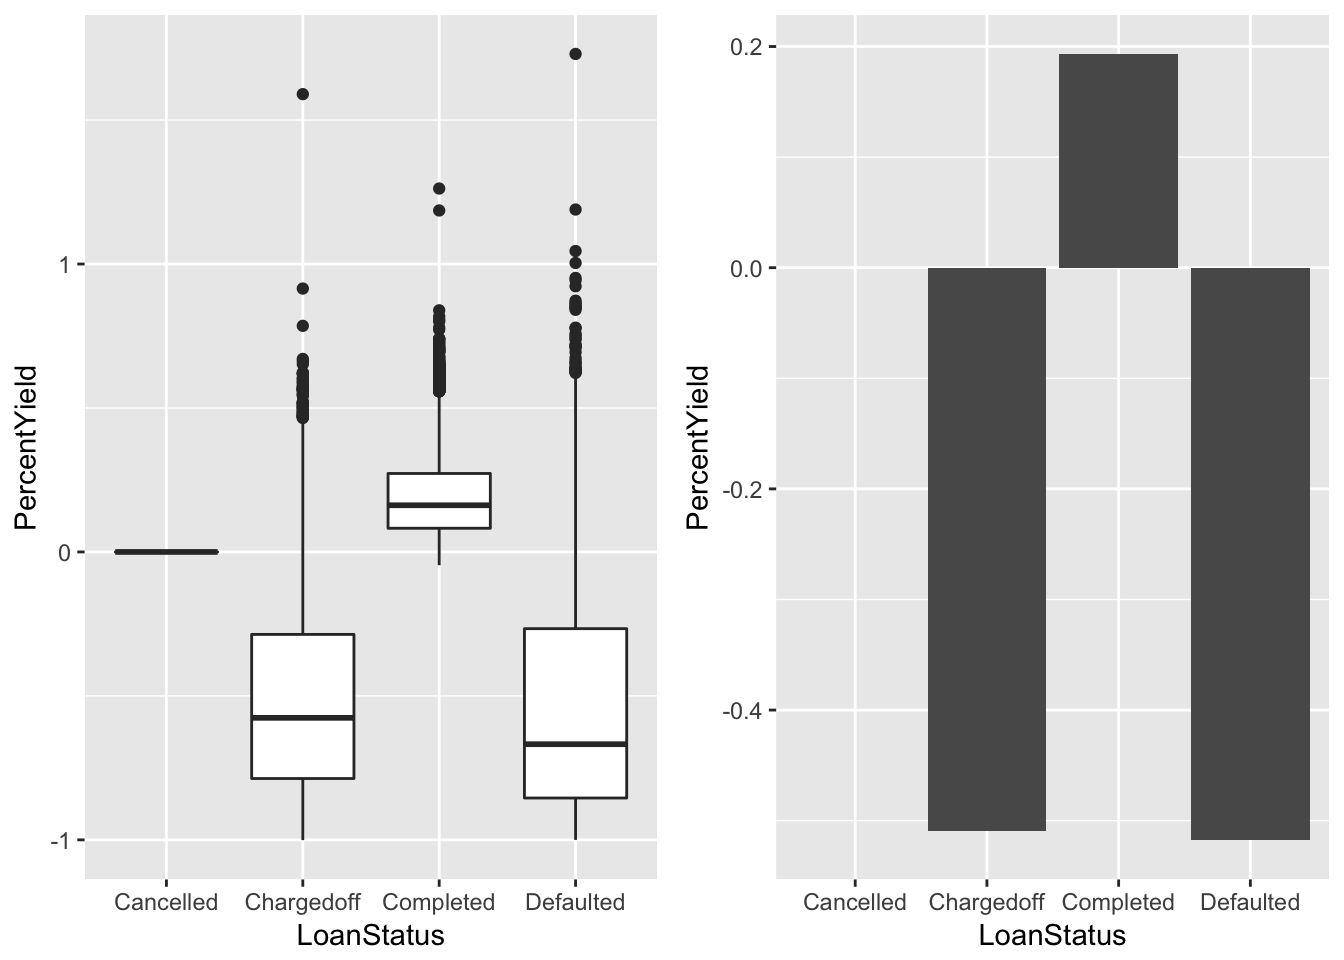 PercentYield
1
0
-1
Cancelled Chargedoff Completed Defaulted
LoanStatus
PercentYield
0.2
0.0
-0.2
-0.4
Cancelled Chargedoff Completed Defaulted
LoanStatus